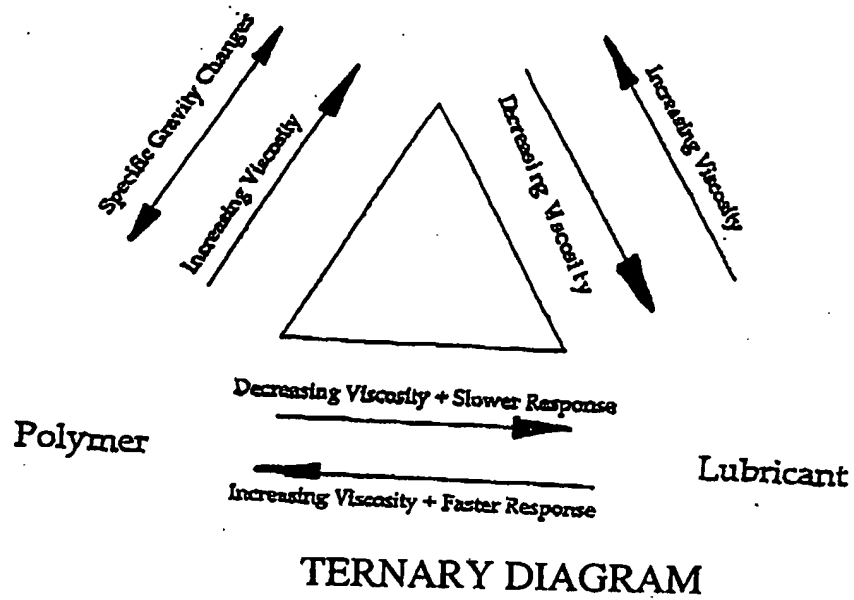 Specific Gravity Changes
Increasing Viscosity
Decreasing Viscosity
Increasing Viscosity
Decreasing Viscosity + Slower Response
Polymer
Lubricant
Increasing Viscosity + Faster Response
TERNARY DIAGRAM